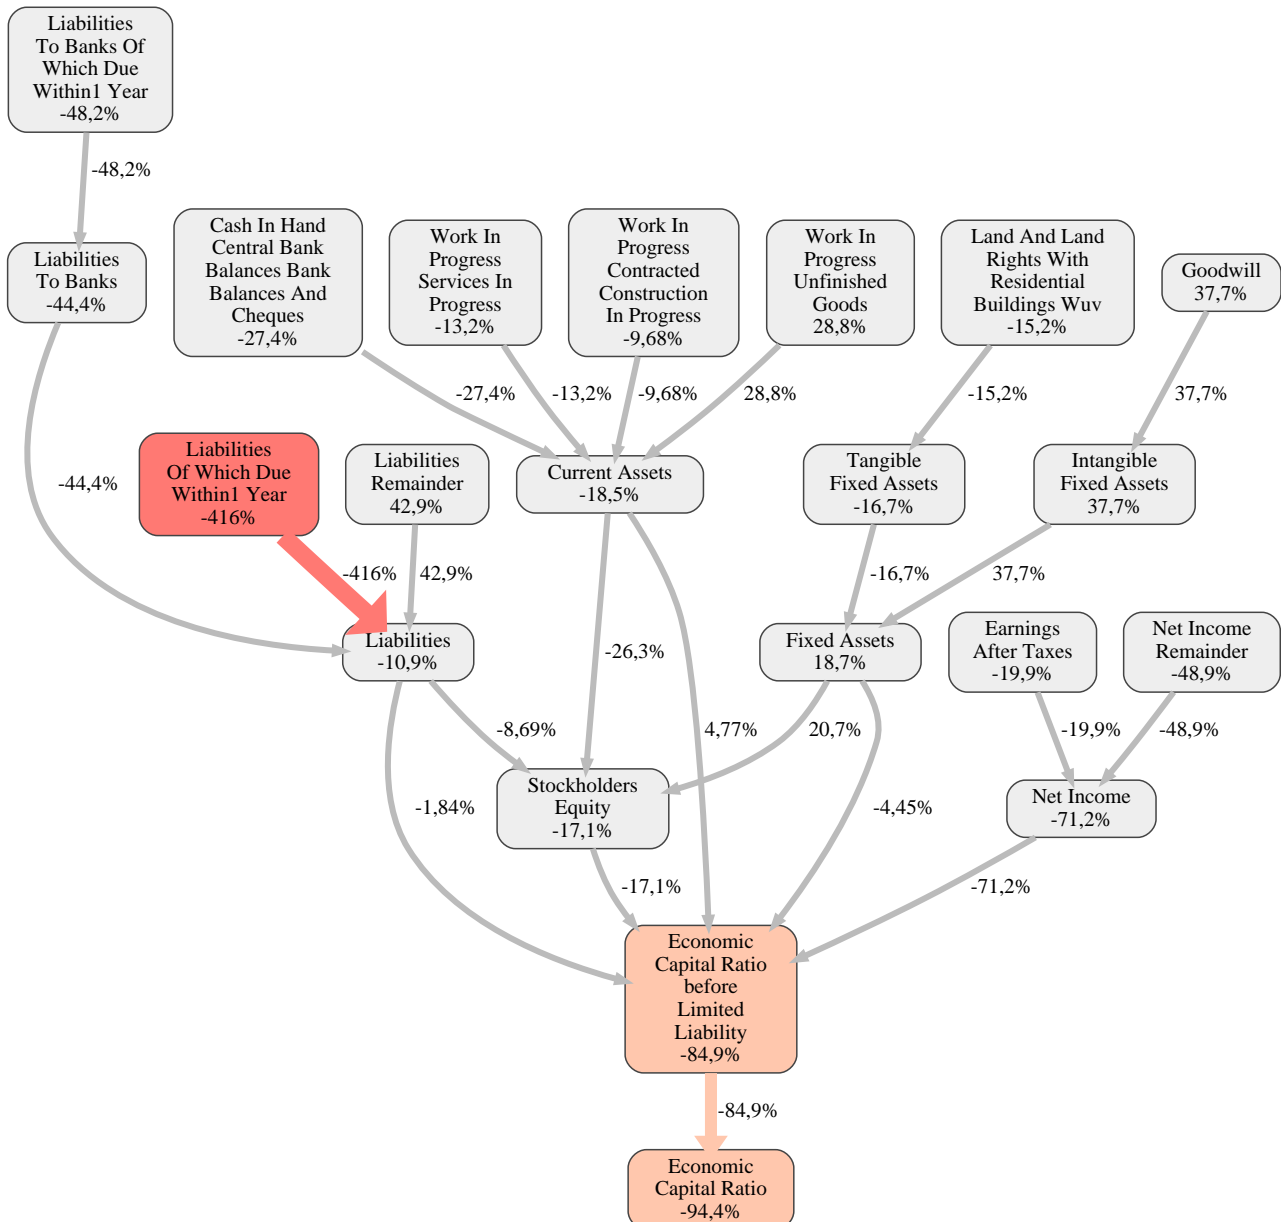 Liabilities
To Banks Of
Which Due
Within1 Year
-48,2%
-48,2%
Liabilities
To Banks
-44,4%
Cash In Hand
Central Bank
Balances Bank
Balances And
Cheques
-27,4%
Work In
Progress
Services In
Progress
-13,2%
Work In
Progress
Contracted
Construction
In Progress
-9,68%
Work In
Progress
Unfinished
Goods
28,8%
Land And Land
Rights With
Residential
Buildings Wuv
-15,2%
Goodwill
37,7%
-27,4%
-13,2%
-9,68%
28,8%
-15,2%
37,7%
-44,4%
Liabilities
Of Which Due
Within1 Year
-416%
Liabilities
Remainder
42,9%
Current Assets
-18,5%
Tangible
Fixed Assets
-16,7%
Intangible
Fixed Assets
37,7%
-416%
42,9%
-16,7%
37,7%
Liabilities
-10,9%
-26,3%
Fixed Assets
18,7%
Earnings
After Taxes
-19,9%
Net Income
Remainder
-48,9%
-8,69%
4,77%
20,7%
-19,9%
-48,9%
-1,84%
Stockholders
Equity
-17,1%
-4,45%
Net Income
-71,2%
-17,1%
-71,2%
Economic
Capital Ratio
before
Limited
Liability
-84,9%
-84,9%
Economic
Capital Ratio
-94,4%